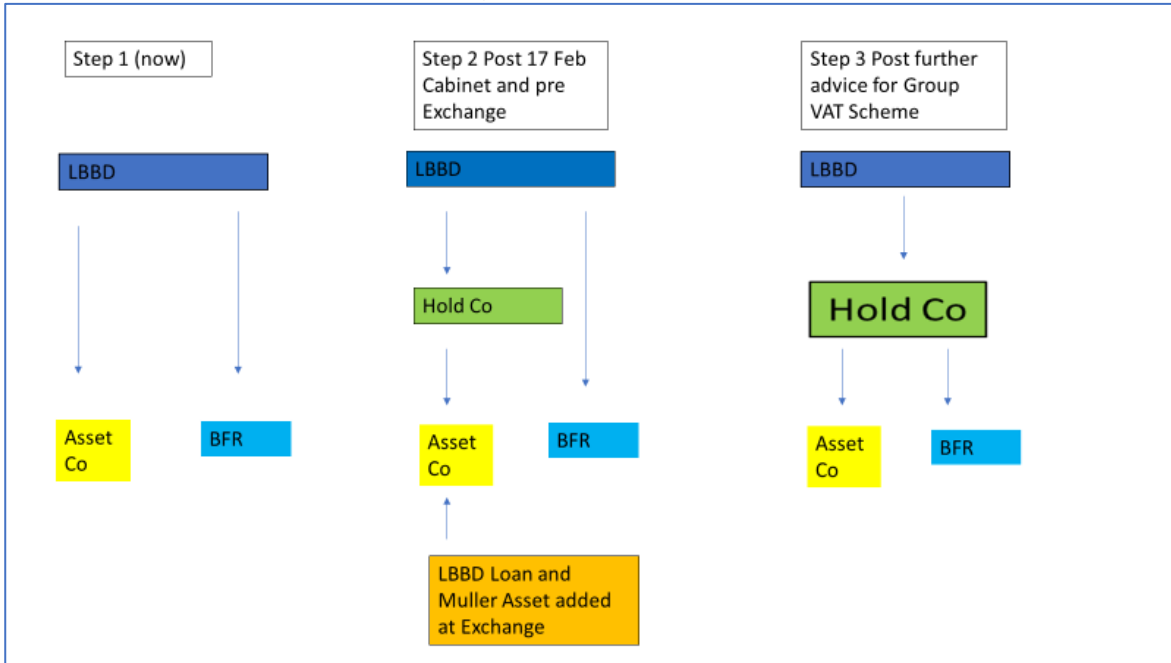 Step 1 (now)
LBBD
Asset
Co
BFR
Step 2 Post 17 Feb
Cabinet and pre
Exchange
LBBD
Hold Co
Asset
Co
BFR
LBBD Loan and
Muller Asset added
at Exchange
Step 3 Post further
advice for Group
VAT Scheme
LBBD
Hold Co
Asset
Co
BFR